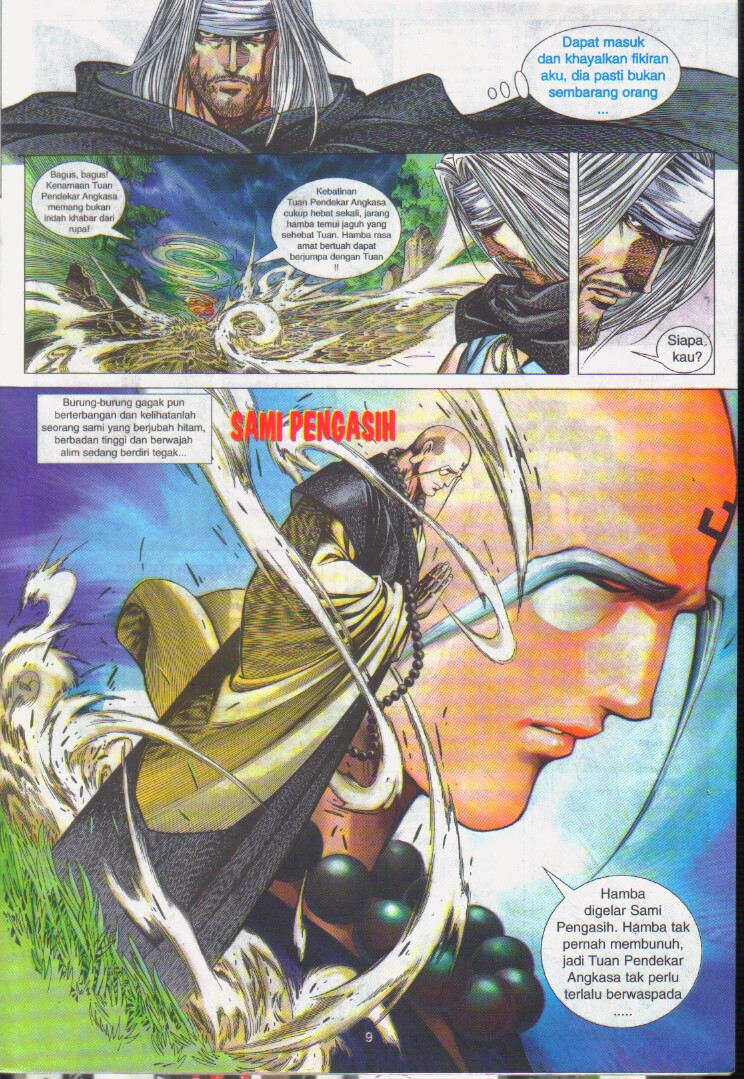 Dapat masuk
dan khayalkan fikiran
aku, dia pasti bukan
sembarang orang
...
Bagus, bagus!
Kenamaan Tuan
Pendekar Angkasa
memang bukan
indah khabar dari
rupa!
Kebatinan
Tuan Pendekar Angkasa
cukup hebat sekali, jarang
hamba temui jaguh yang
sehebat Tuan. Hamba rasa
amat bertuah dapat
berjumpa dengan Tuan
!!
Siapa
kau?
Burung-burung gagak pun
berterbangan dan kelihatanlah
seorang sami yang berjubah hitam,
berbadan tinggi dan berwajah
alim sedang berdiri tegak...
SAMI PENGASIH
Hamba
digelar Sami
Pengasih. Hamba tak
pernah membunuh,
jadi Tuan Pendekar
Angkasa tak perlu
terlalu berwaspada
.....
9